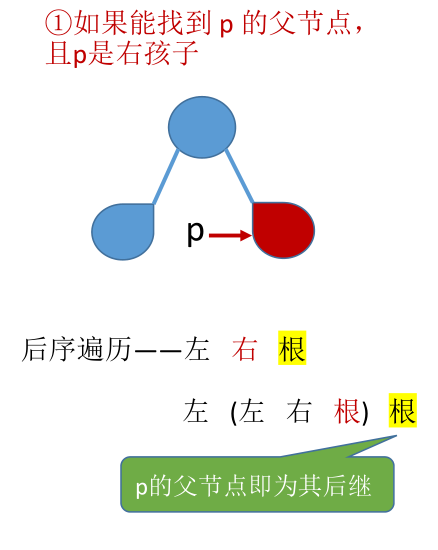 ①如果能找到 p 的父节点，
且p是右孩子
p
后序遍历——左 右 根
左 (左 右 根) 根
p的父节点即为其后继